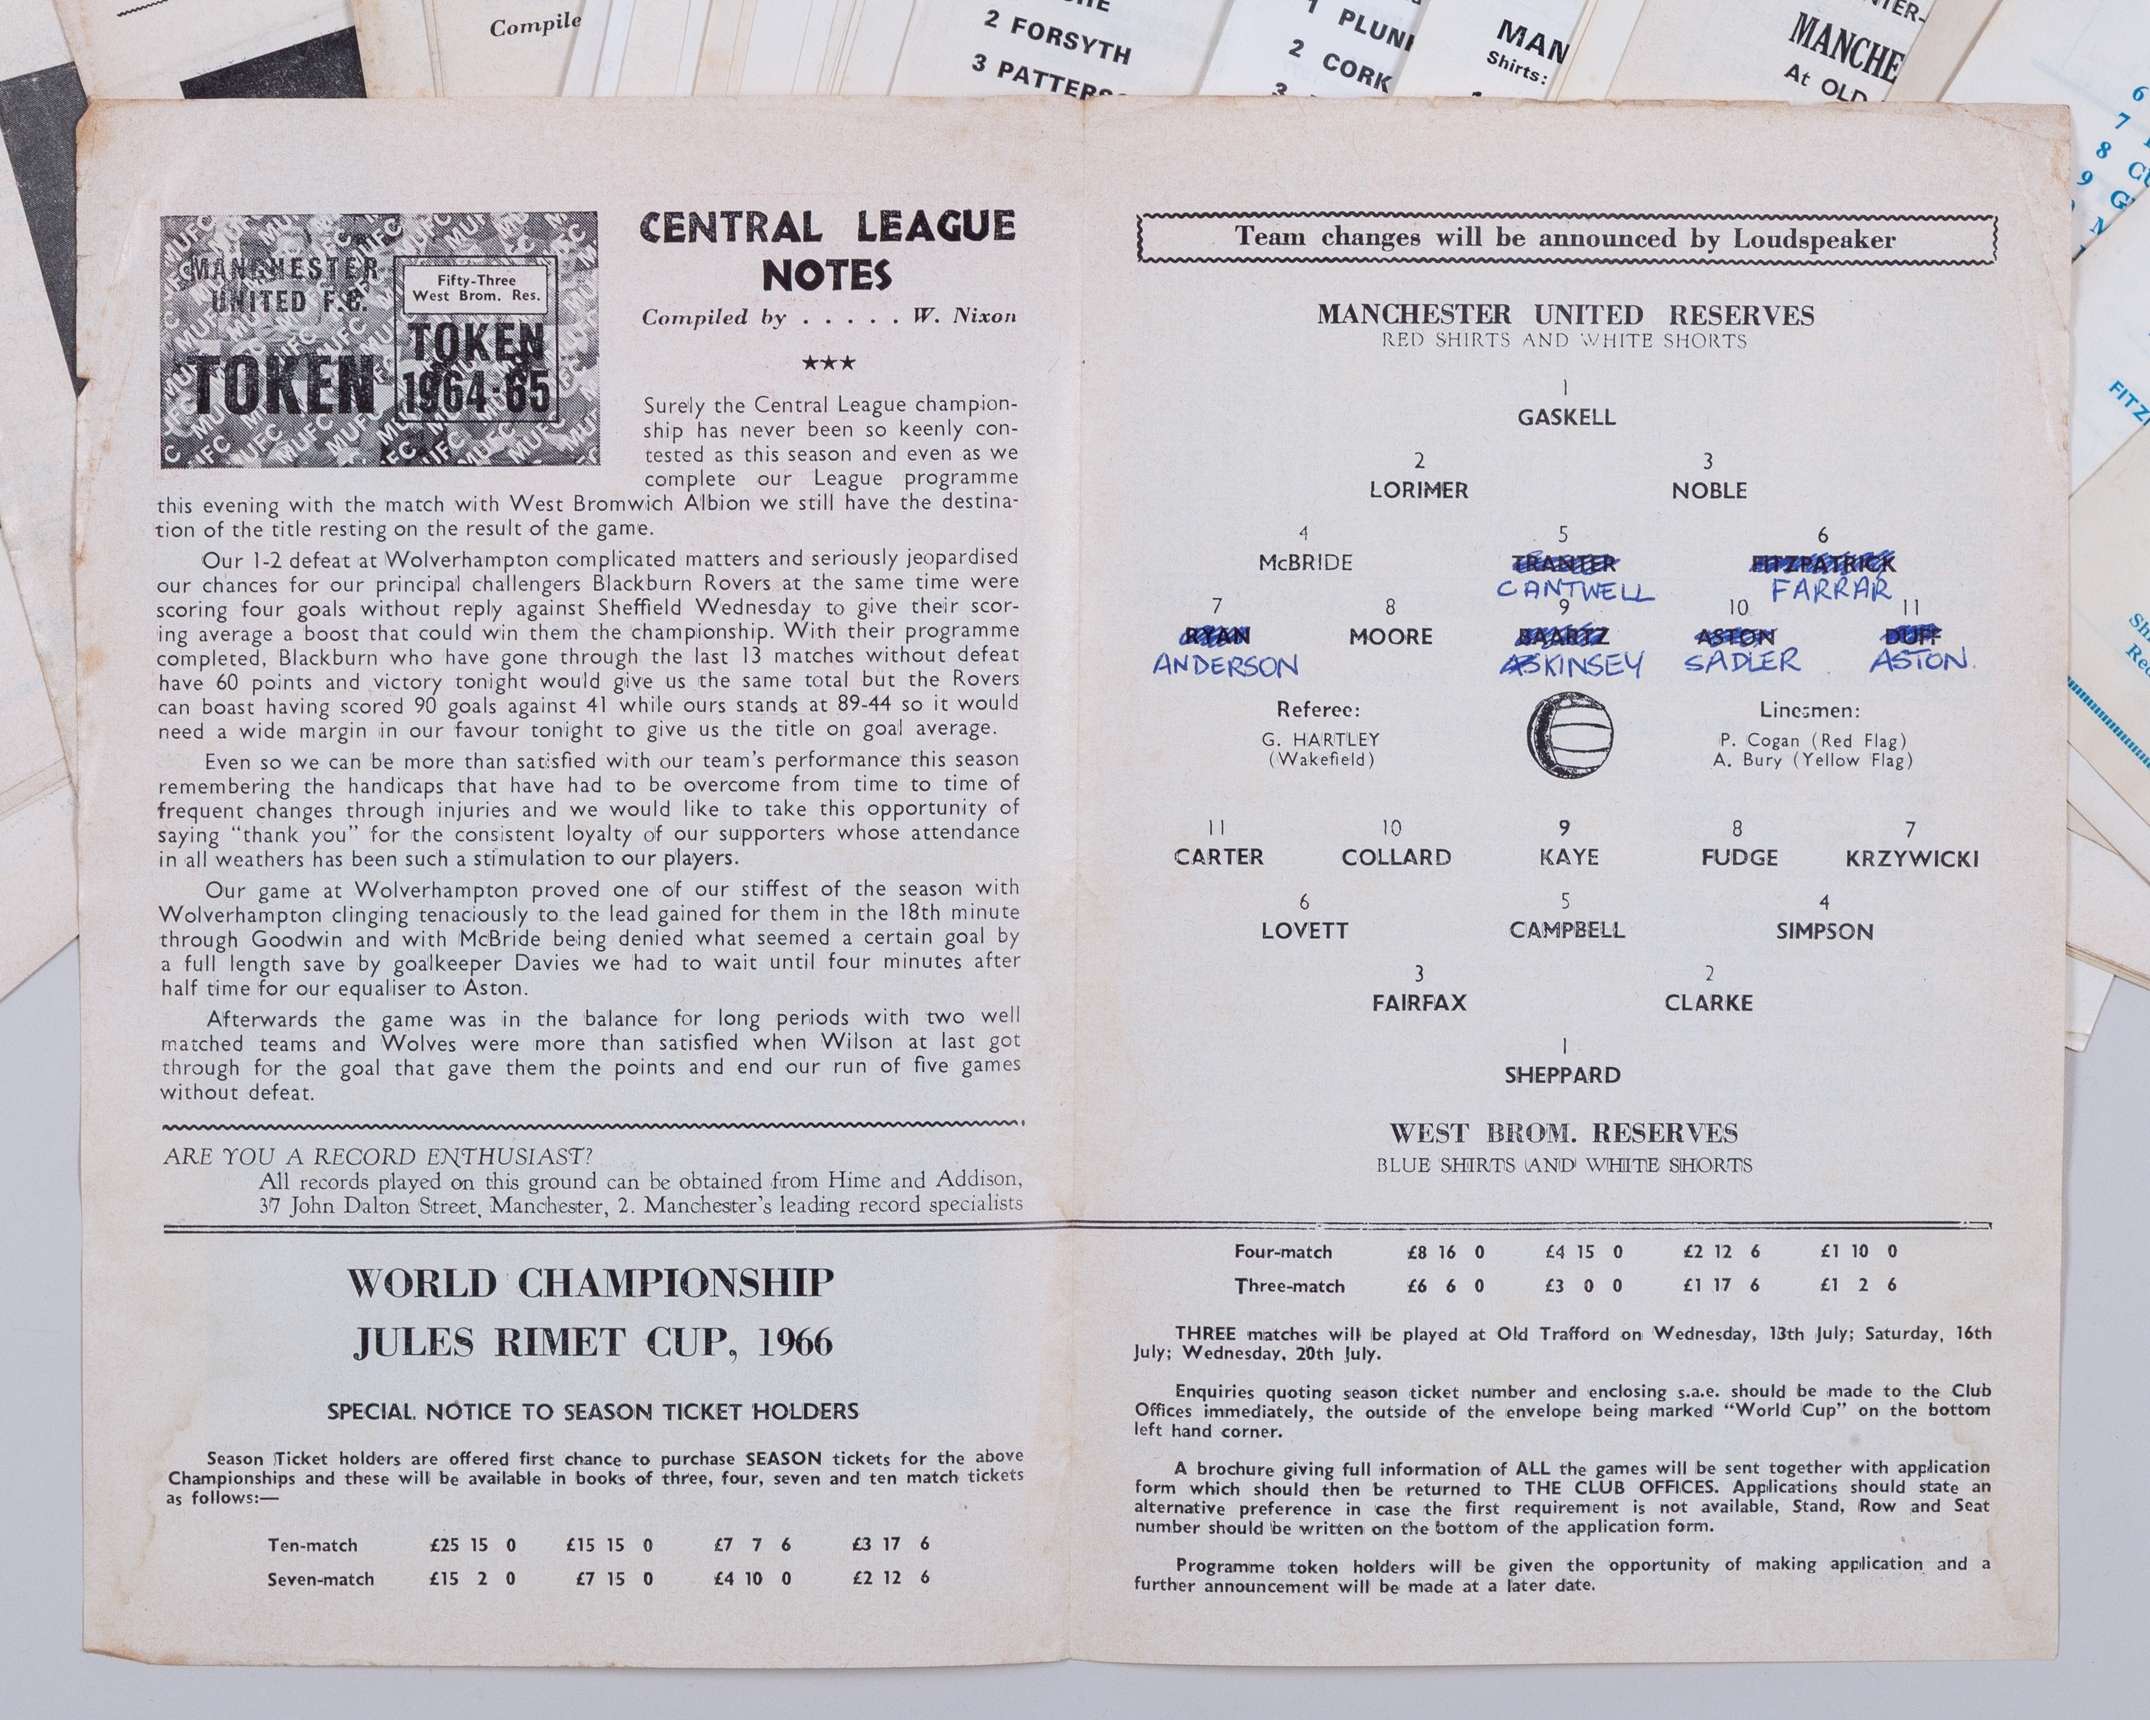 Compile
2 FORSYTH
3 PATTERS
1 PLUN
2 CORK
3
MAN
Shirts:
MANCHE
At OLD
6
7
8
9
FITZ
MANCHESTER
UNITED F.C.
TOKEN
Fifty-Three
West Brom. Res.
TOKEN
1964-65
CENTRAL LEAGUE
NOTES
Compiled by . . . . . W. Nixon
★★★
Surely the Central League champion-
ship has never been so keenly con-
tested as this season and even as we
complete our League programme
this evening with the match with West Bromwich Albion we still have the destina-
tion of the title resting on the result of the game.
Our 1-2 defeat at Wolverhampton complicated matters and seriously jeopardised
our chances for our principal challengers Blackburn Rovers at the same time were
scoring four goals without reply against Sheffield Wednesday to give their scor-
ing average a boost that could win them the championship. With their programme
completed, Blackburn who have gone through the last 13 matches without defeat
have 60 points and victory tonight would give us the same total but the Rovers
can boast having scored 90 goals against 41 while ours stands at 89-44 so it would
need a wide margin in our favour tonight to give us the title on goal average.
Even so we can be more than satisfied with our team's performance this season
remembering the handicaps that have had to be overcome from time to time of
frequent changes through injuries and we would like to take this opportunity of
saying "thank you" for the consistent loyalty of our supporters whose attendance
in all weathers has been such a stimulation to our players.
Our game at Wolverhampton proved one of our stiffest of the season with
Wolverhampton clinging tenaciously to the lead gained for them in the 18th minute
through Goodwin and with McBride being denied what seemed a certain goal by
a full length save by goalkeeper Davies we had to wait until four minutes after
half time for our equaliser to Aston.
Afterwards the game was in the balance for long periods with two well
matched teams and Wolves were more than satisfied when Wilson at last got
through for the goal that gave them the points and end our run of five games
without defeat.
ARE YOU A RECORD ENTHUSIAST?
All records played on this ground can be obtained from Hime and Addison,
37 John Dalton Street, Manchester, 2. Manchester's leading record specialists
WORLD CHAMPIONSHIP
JULES RIMET CUP, 1966
SPECIAL NOTICE TO SEASON TICKET HOLDERS
Season Ticket holders are offered first chance to purchase SEASON tickets for the above
Championships and these will be available in books of three, four, seven and ten match tickets
as follows:—
Ten-match £25 15 0 £15 15 0 £7 7 6 £3 17 6
Seven-match £15 2 0 £7 15 0 £4 10 0 £2 12 6
Team changes will be announced by Loudspeaker
MANCHESTER UNITED RESERVES
RED SHIRTS AND WHITE SHORTS
1
GASKELL
2 3
LORIMER NOBLE
4 5 6
McBRIDE TRANTER FITZPATRICK
CANTWELL FARRAR
7 8 9 10 11
RYAN MOORE BAARTZ ASTON DUFF
ANDERSON KINSEY SADLER ASTON.
Referee: Linesmen:
G. HARTLEY P. Cogan (Red Flag)
(Wakefield) A. Bury (Yellow Flag)
11 10 9 8 7
CARTER COLLARD KAYE FUDGE KRZYWICKI
6 5 4
LOVETT CAMPBELL SIMPSON
3 2
FAIRFAX CLARKE
1
SHEPPARD
WEST BROM. RESERVES
BLUE SHIRTS AND WHITE SHORTS
Four-match £8 16 0 £4 15 0 £2 12 6 £1 10 0
Three-match £6 6 0 £3 0 0 £1 17 6 £1 2 6
THREE matches will be played at Old Trafford on Wednesday, 13th July; Saturday, 16th
July; Wednesday, 20th July.
Enquiries quoting season ticket number and enclosing s.a.e. should be made to the Club
Offices immediately, the outside of the envelope being marked "World Cup" on the bottom
left hand corner.
A brochure giving full information of ALL the games will be sent together with application
form which should then be returned to THE CLUB OFFICES. Applications should state an
alternative preference in case the first requirement is not available, Stand, Row and Seat
number should be written on the bottom of the application form.
Programme token holders will be given the opportunity of making application and a
further announcement will be made at a later date.